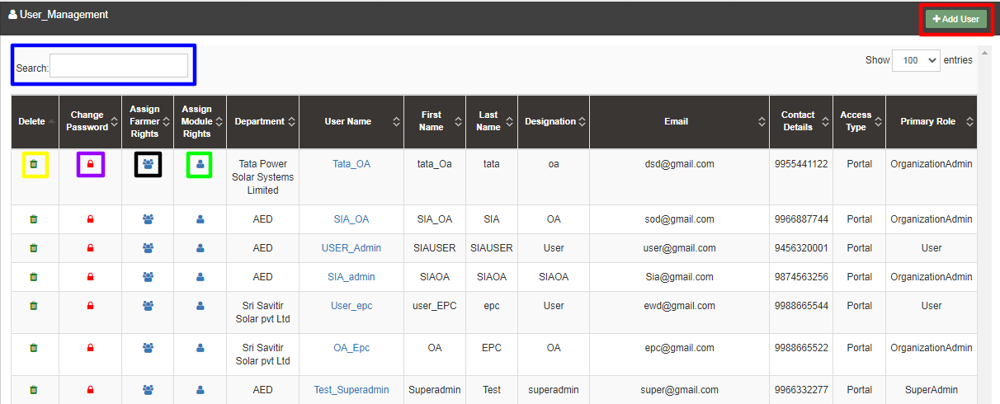 User_Management
Add User
Search:
Show 100 entries
Delete Change Password Assign Farmer Rights Assign Module Rights Department User Name First Name Last Name Designation Email Contact Details Access Type Primary Role
Tata Power Solar Systems Limited Tata_OA tata_Oa tata oa dsd@gmail.com 9955441122 Portal OrganizationAdmin
AED SIA_OA SIA_OA SIA OA sod@gmail.com 9966887744 Portal OrganizationAdmin
AED USER_Admin SIAUSER SIAUSER User user@gmail.com 9456320001 Portal User
AED SIA_admin SIAOA SIAOA SIAOA Sia@gmail.com 9874563256 Portal OrganizationAdmin
Sri Savitir Solar pvt Ltd User_epc user_EPC epc User ewd@gmail.com 9988665544 Portal User
Sri Savitir Solar pvt Ltd OA_Epc OA EPC OA epc@gmail.com 9988665522 Portal OrganizationAdmin
AED Test_Superadmin Superadmin Test superadmin super@gmail.com 9966332277 Portal SuperAdmin